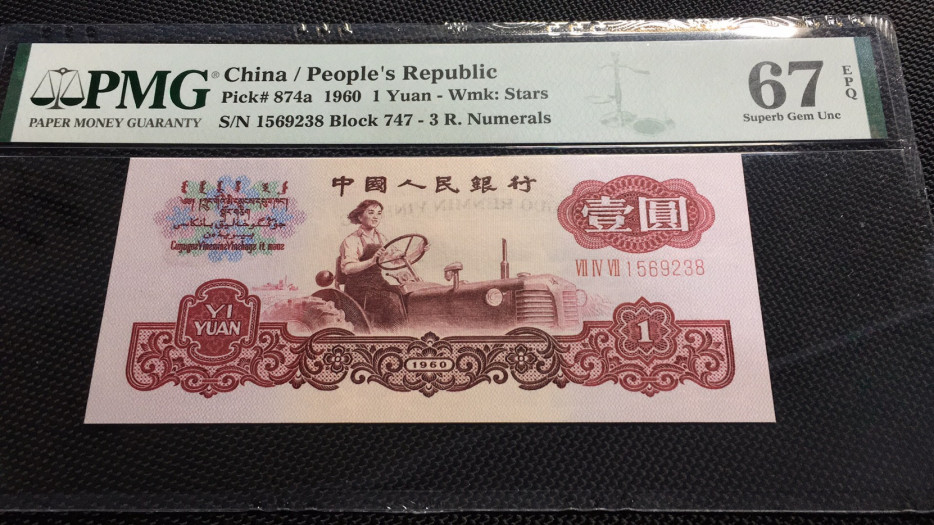 PMG®
PAPER MONEY GUARANTY
China / People's Republic
Pick# 874a 1960 1 Yuan - Wmk: Stars
S/N 1569238 Block 747 - 3 R. Numerals
67
EPQ
Superb Gem Unc
中國人民銀行
壹圓
VII IV VII 1569238
YI
YUAN
1
1960